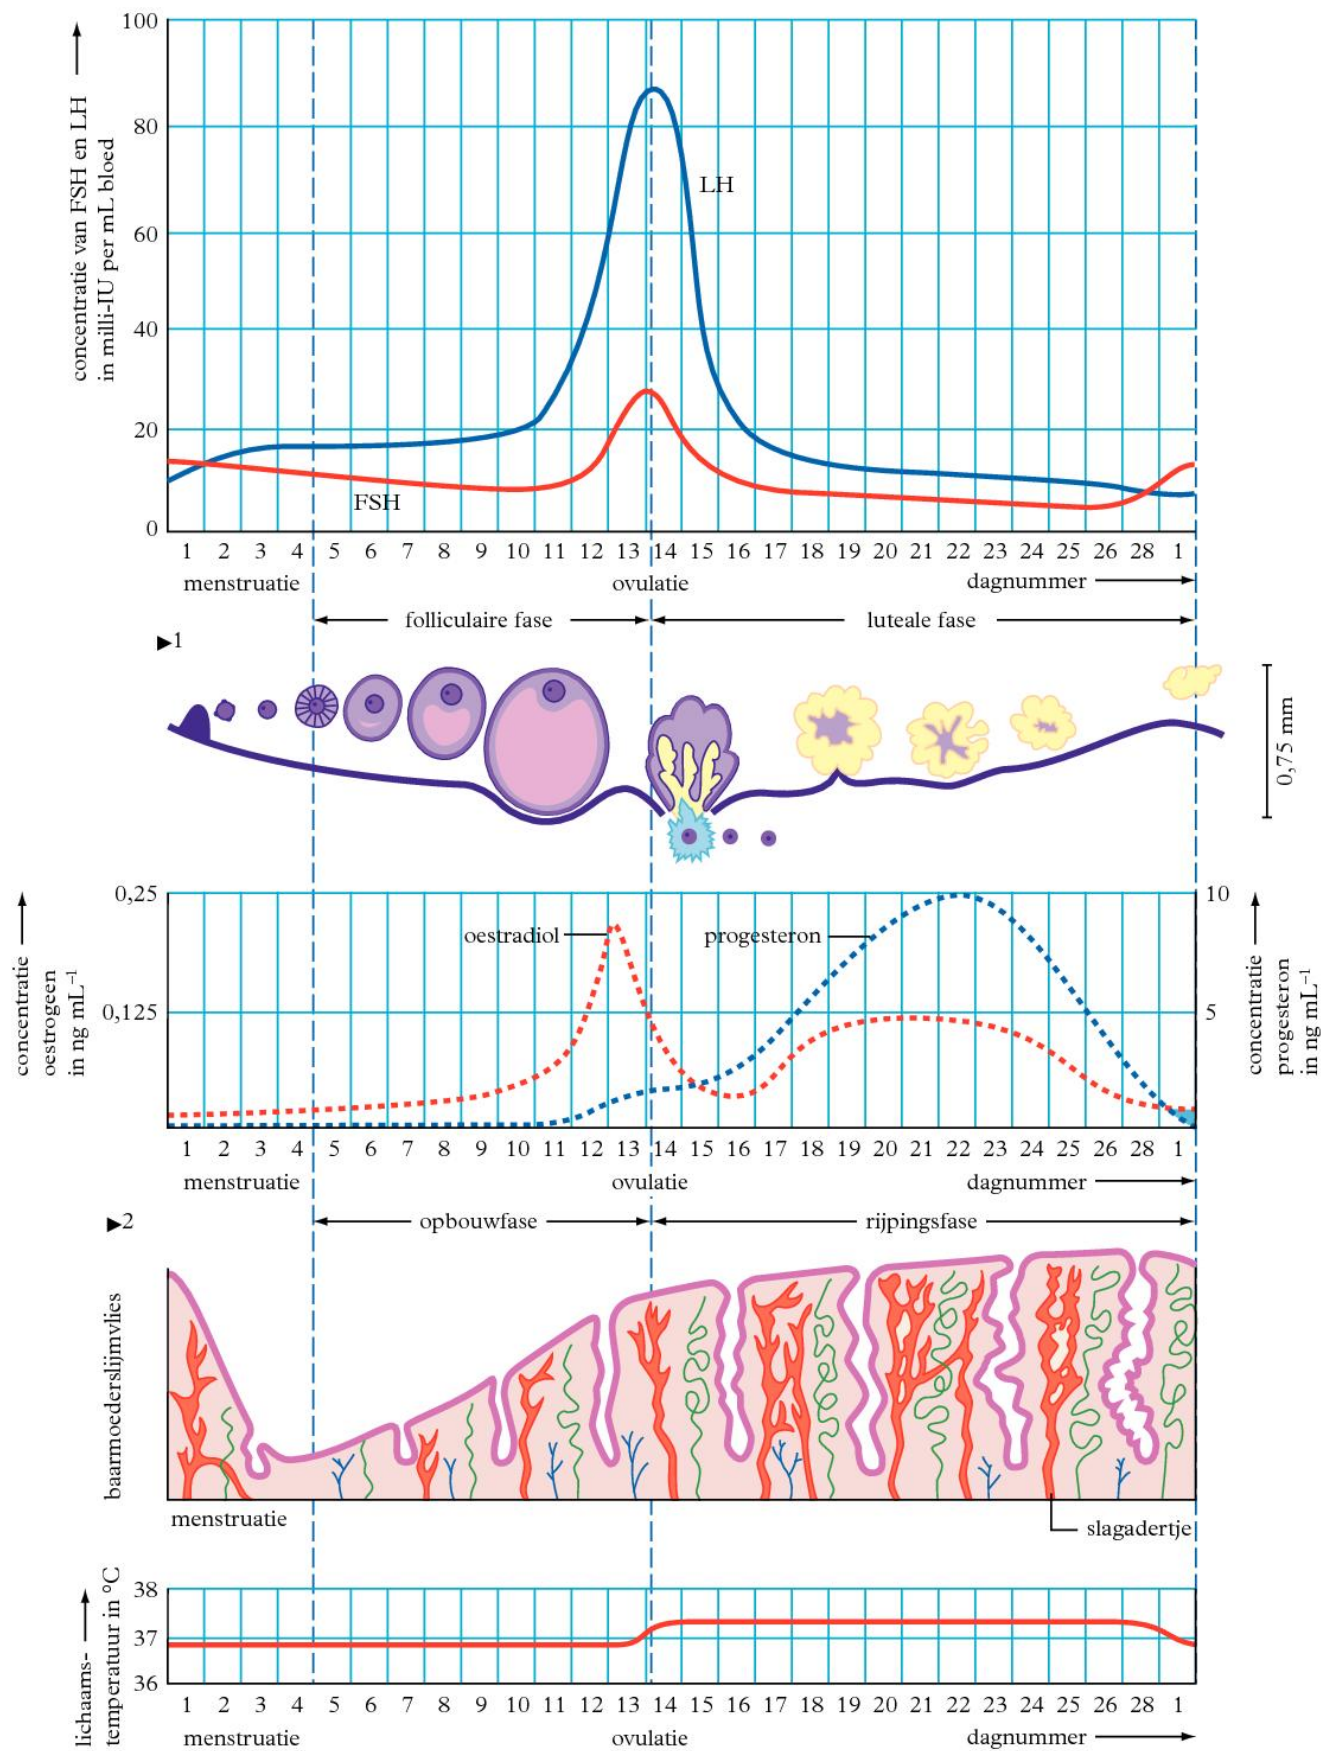 concentratie van FSH en LH
in milli-IU per mL bloed
100
80
60
40
20
0
LH
FSH
1 2 3 4 5 6 7 8 9 10 11 12 13 14 15 16 17 18 19 20 21 22 23 24 25 26 28 1
menstruatie ovulatie dagnummer
folliculaire fase luteale fase
▶1
0,75 mm
concentratie
oestrogeen
in ng mL⁻¹
0,25
0,125
oestradiol
progesteron
10
5
concentratie
progesteron
in ng mL⁻¹
1 2 3 4 5 6 7 8 9 10 11 12 13 14 15 16 17 18 19 20 21 22 23 24 25 26 28 1
menstruatie ovulatie dagnummer
▶2
opbouwfase rijpingsfase
baarmoederslijmvlies
menstruatie
slagadertje
lichaams-
temperatuur in °C
38
37
36
1 2 3 4 5 6 7 8 9 10 11 12 13 14 15 16 17 18 19 20 21 22 23 24 25 26 28 1
menstruatie ovulatie dagnummer